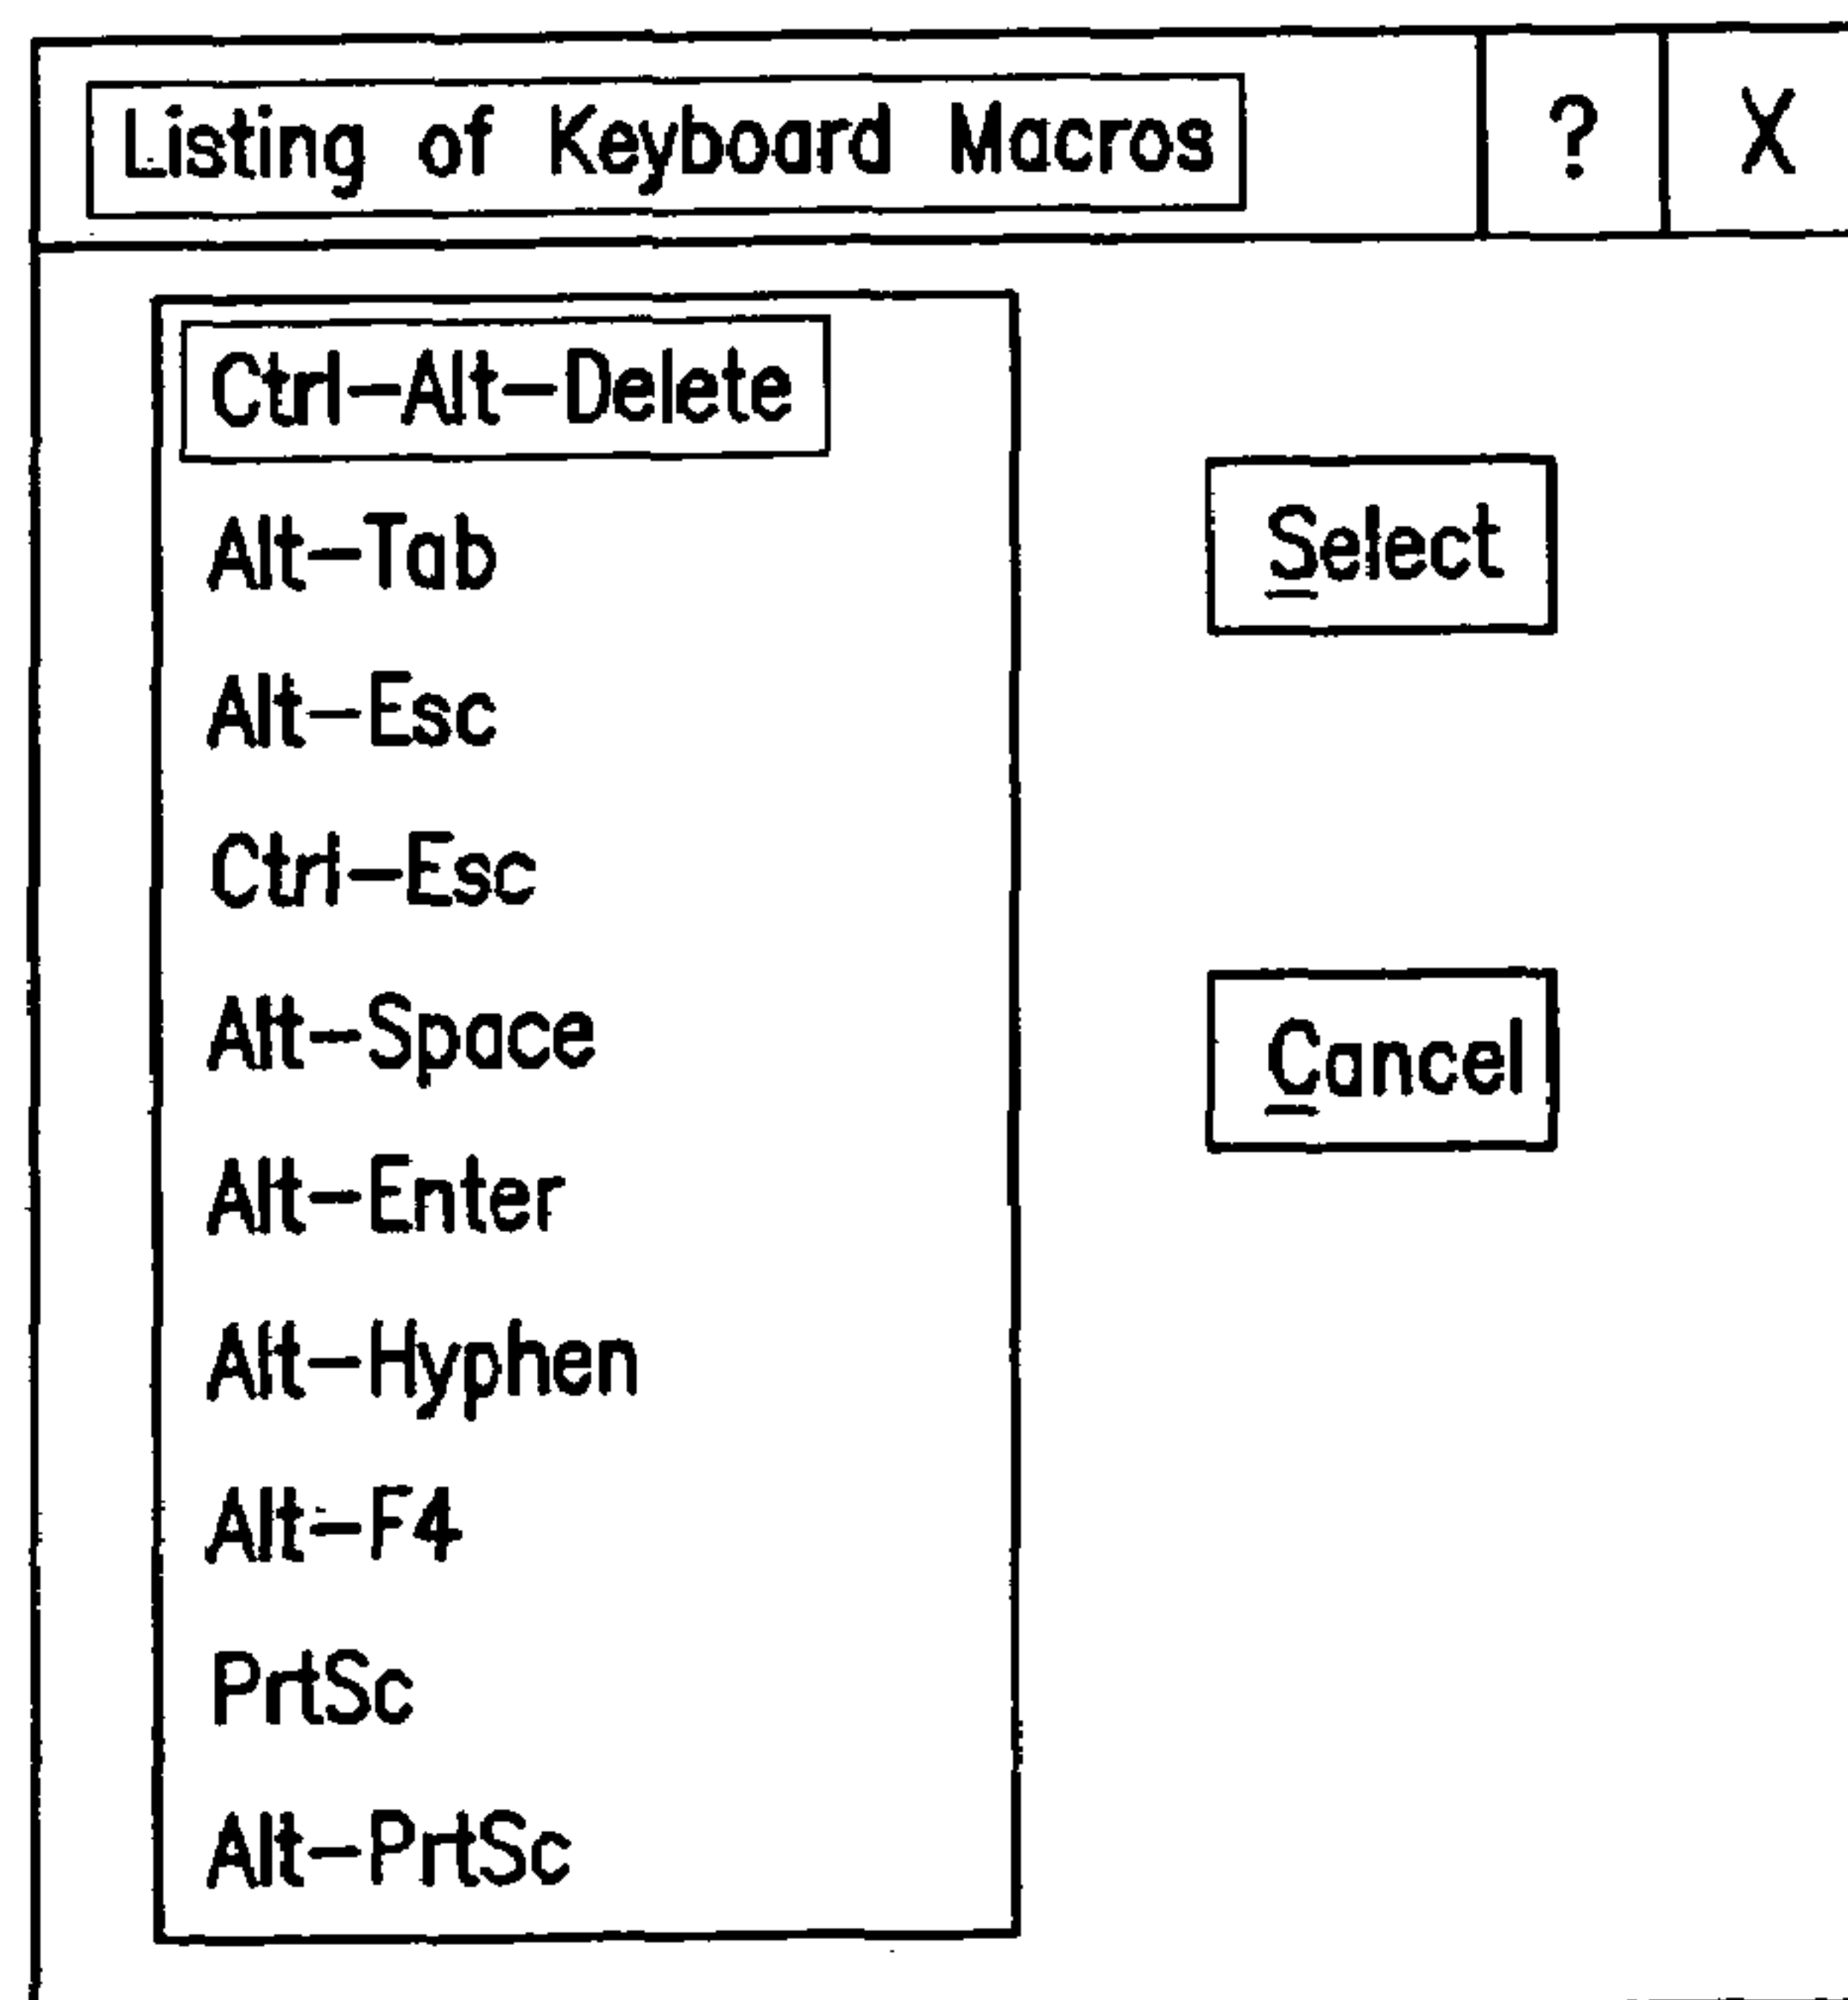 Listing of Keyboard Macros ? X
Ctrl-Alt-Delete
Alt-Tab
Select
Alt-Esc
Ctrl-Esc
Alt-Space
Cancel
Alt-Enter
Alt-Hyphen
Alt-F4
PrtSc
Alt-PrtSc